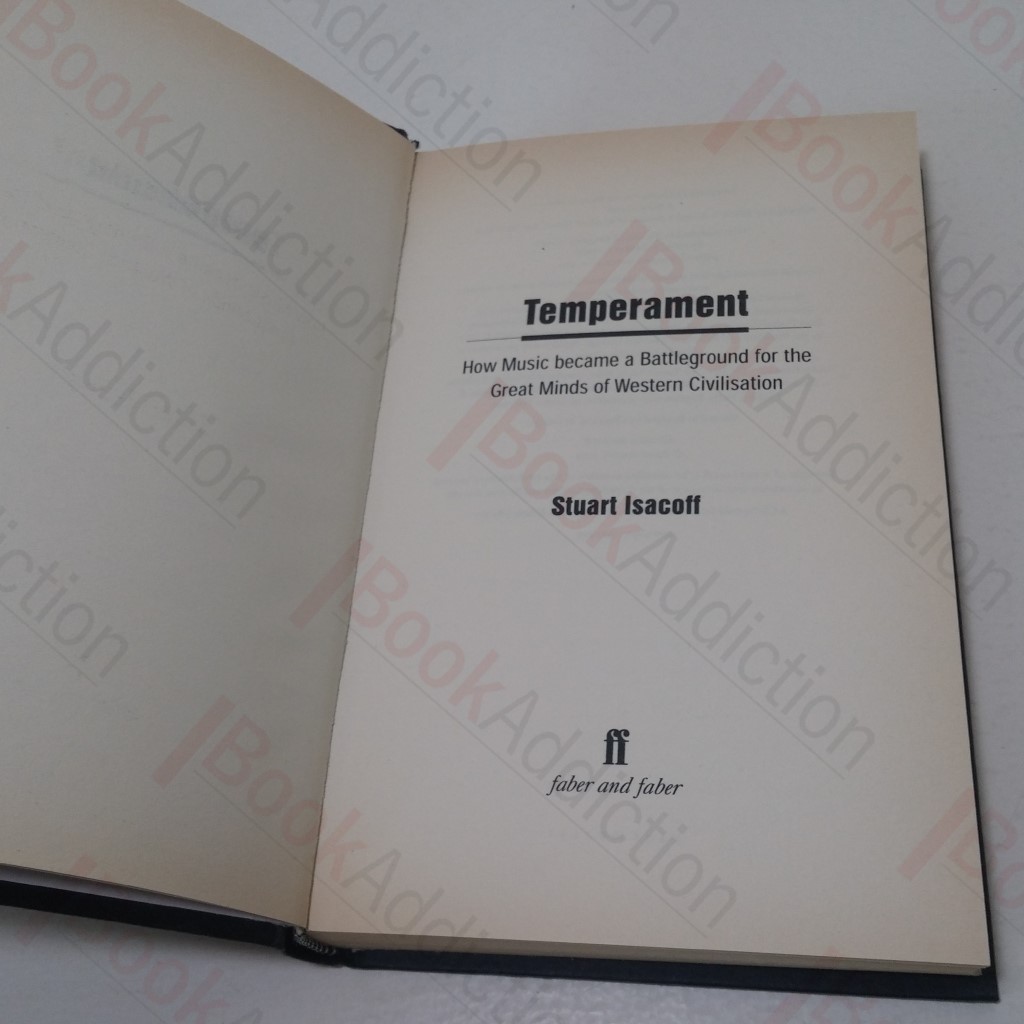 Temperament
How Music became a Battleground for the
Great Minds of Western Civilisation
Stuart Isacoff
ff
faber and faber
BookAddiction